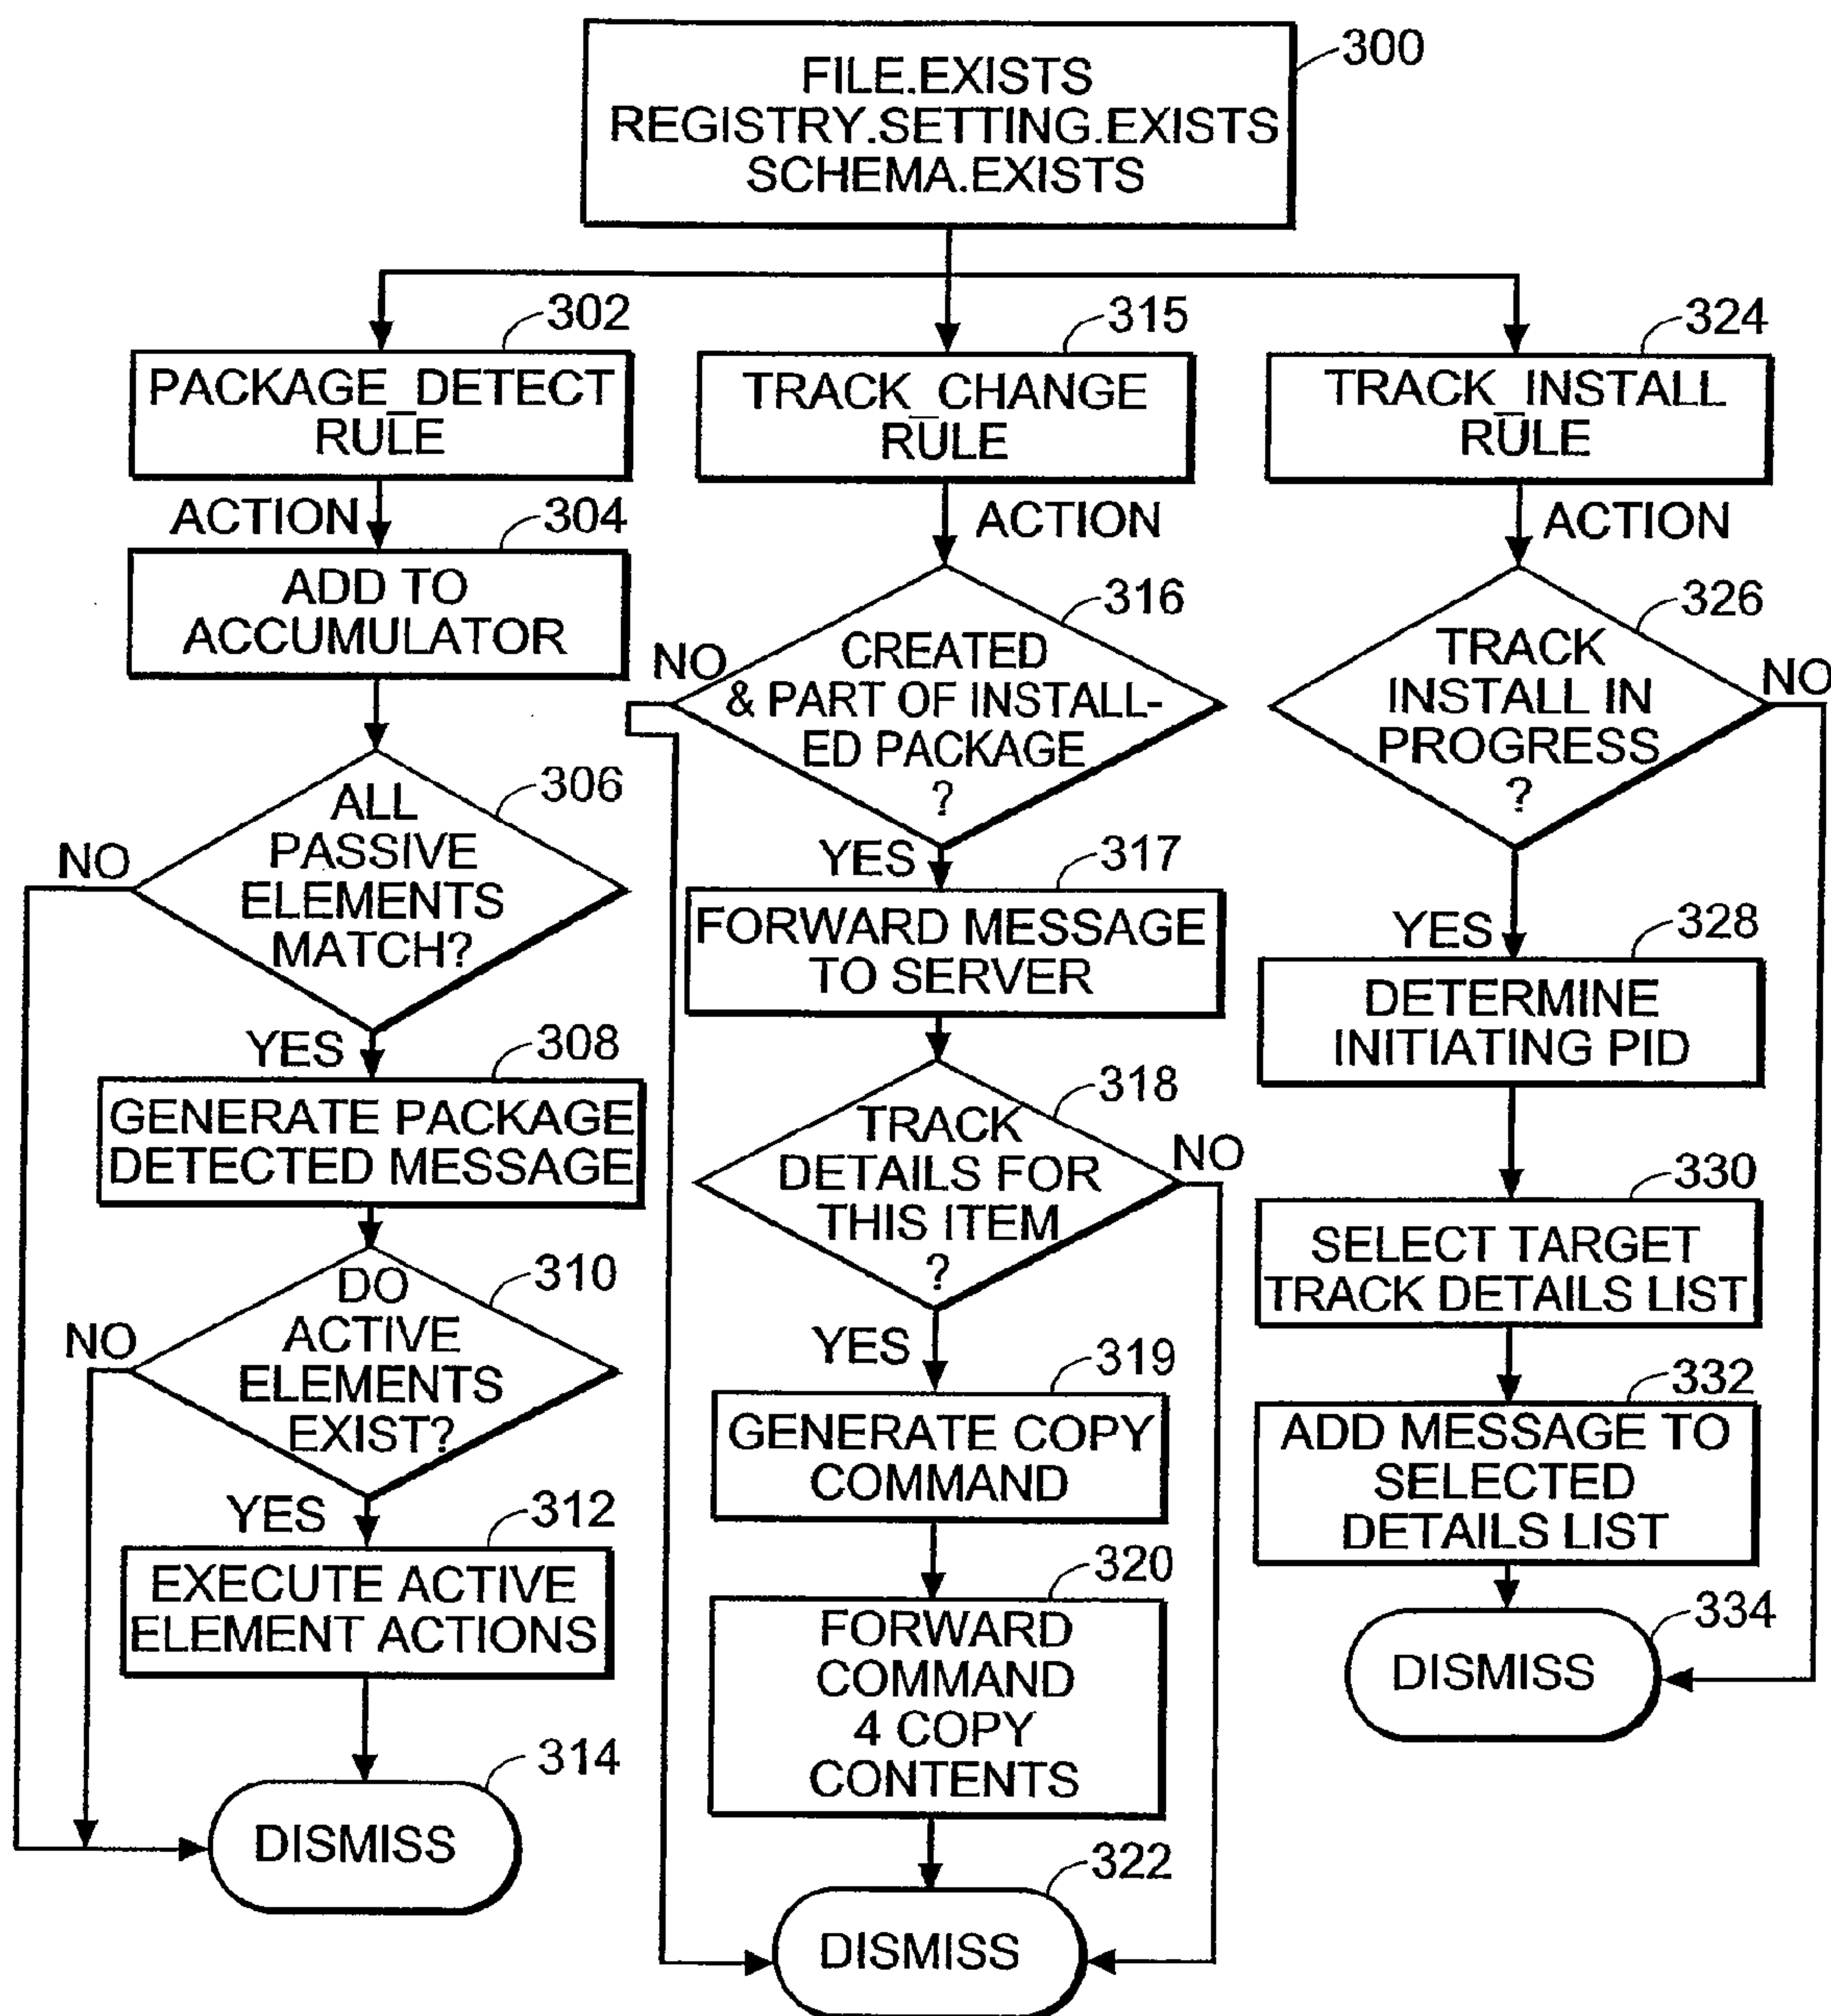 FILE.EXISTS
REGISTRY.SETTING.EXISTS
SCHEMA.EXISTS
300
302
PACKAGE_DETECT
RULE
ACTION
304
ADD TO
ACCUMULATOR
306
ALL
PASSIVE
ELEMENTS
MATCH?
NO
YES
308
GENERATE PACKAGE
DETECTED MESSAGE
310
DO
ACTIVE
ELEMENTS
EXIST?
NO
YES
312
EXECUTE ACTIVE
ELEMENT ACTIONS
314
DISMISS
315
TRACK_CHANGE
RULE
ACTION
316
CREATED
& PART OF INSTALL-
ED PACKAGE
?
NO
YES
317
FORWARD MESSAGE
TO SERVER
318
TRACK
DETAILS FOR
THIS ITEM
?
NO
YES
319
GENERATE COPY
COMMAND
320
FORWARD
COMMAND
4 COPY
CONTENTS
322
DISMISS
324
TRACK_INSTALL
RULE
ACTION
326
TRACK
INSTALL IN
PROGRESS
?
NO
YES
328
DETERMINE
INITIATING PID
330
SELECT TARGET
TRACK DETAILS LIST
332
ADD MESSAGE TO
SELECTED
DETAILS LIST
334
DISMISS